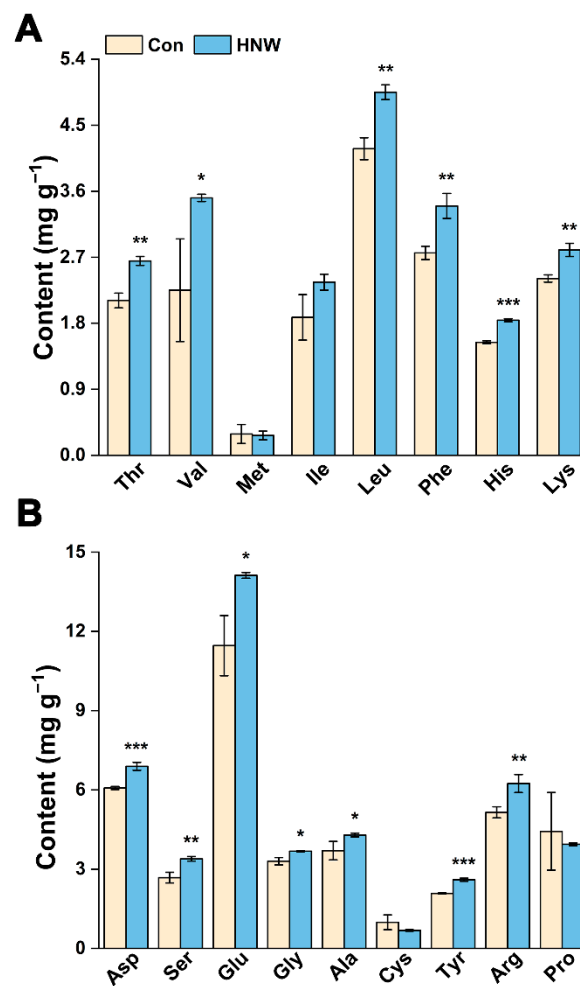 A
Con HNW
Content (mg g⁻¹)
5.4
4.5
3.6
2.7
1.8
0.9
0.0
** * ** ** *** **
Thr Val Met Ile Leu Phe His Lys
B
Content (mg g⁻¹)
15
12
9
6
3
0
*** ** * * * *** **
Asp Ser Glu Gly Ala Cys Tyr Arg Pro